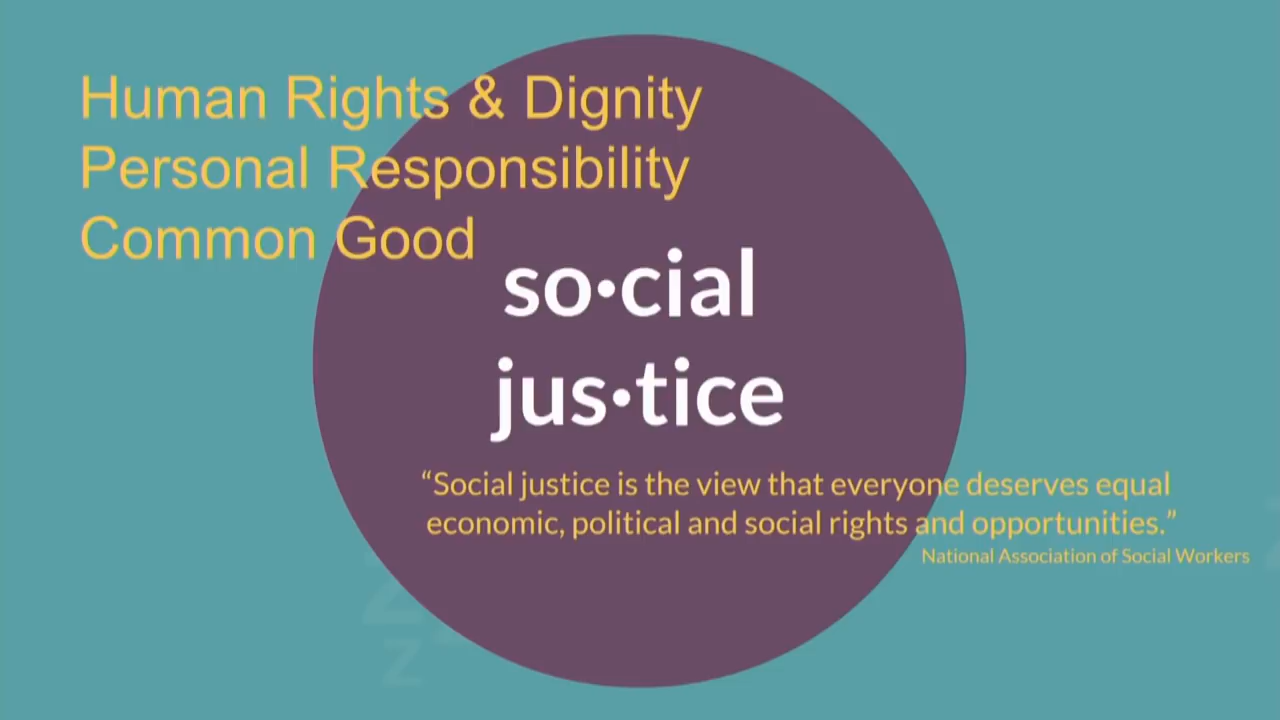 Human Rights & Dignity
Personal Responsibility
Common Good
so·cial
jus·tice
“Social justice is the view that everyone deserves equal
economic, political and social rights and opportunities.”
National Association of Social Workers
Z